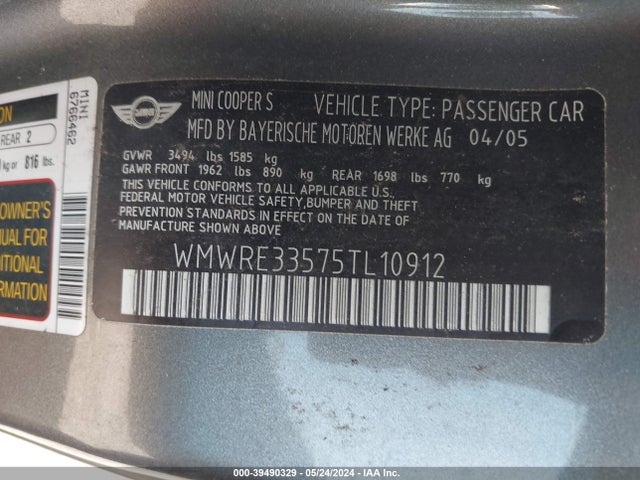 MINI COOPER S VEHICLE TYPE: PASSENGER CAR
MFD BY BAYERISCHE MOTOREN WERKE AG 04/05
GVWR 3494 lbs 1585 kg
GAWR FRONT 1962 lbs 890 kg REAR 1698 lbs 770 kg
THIS VEHICLE CONFORMS TO ALL APPLICABLE U.S.,
FEDERAL MOTOR VEHICLE SAFETY,BUMPER AND THEFT
PREVENTION STANDARDS IN EFFECT ON THE DATE OF
MANUFACTURE SHOWN ABOVE
WMWRE33575TL10912
ON
REAR 2
kg or 816 lbs.
OWNER'S
FOR
MINI
6766462
000-39490329 - 05/24/2024 - IAA Inc.